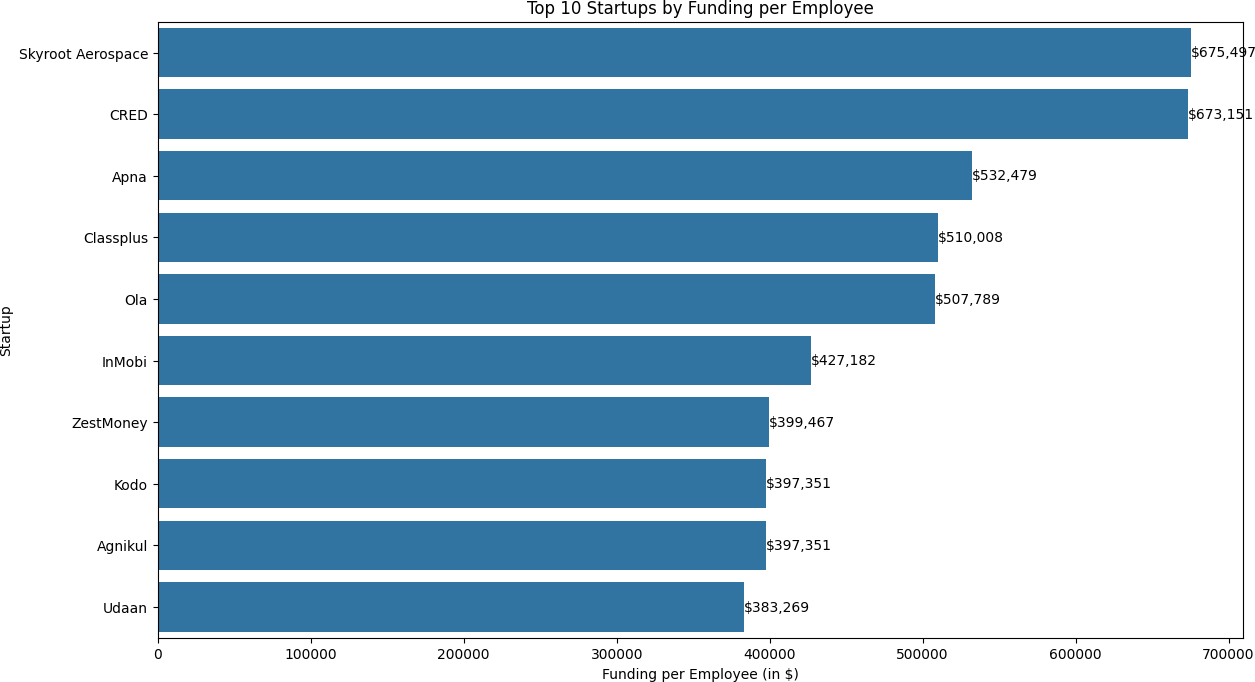 Top 10 Startups by Funding per Employee
Skyroot Aerospace $675,497
CRED $673,151
Apna $532,479
Classplus $510,008
Ola $507,789
InMobi $427,182
ZestMoney $399,467
Kodo $397,351
Agnikul $397,351
Udaan $383,269
Startup
0 100000 200000 300000 400000 500000 600000 700000
Funding per Employee (in $)